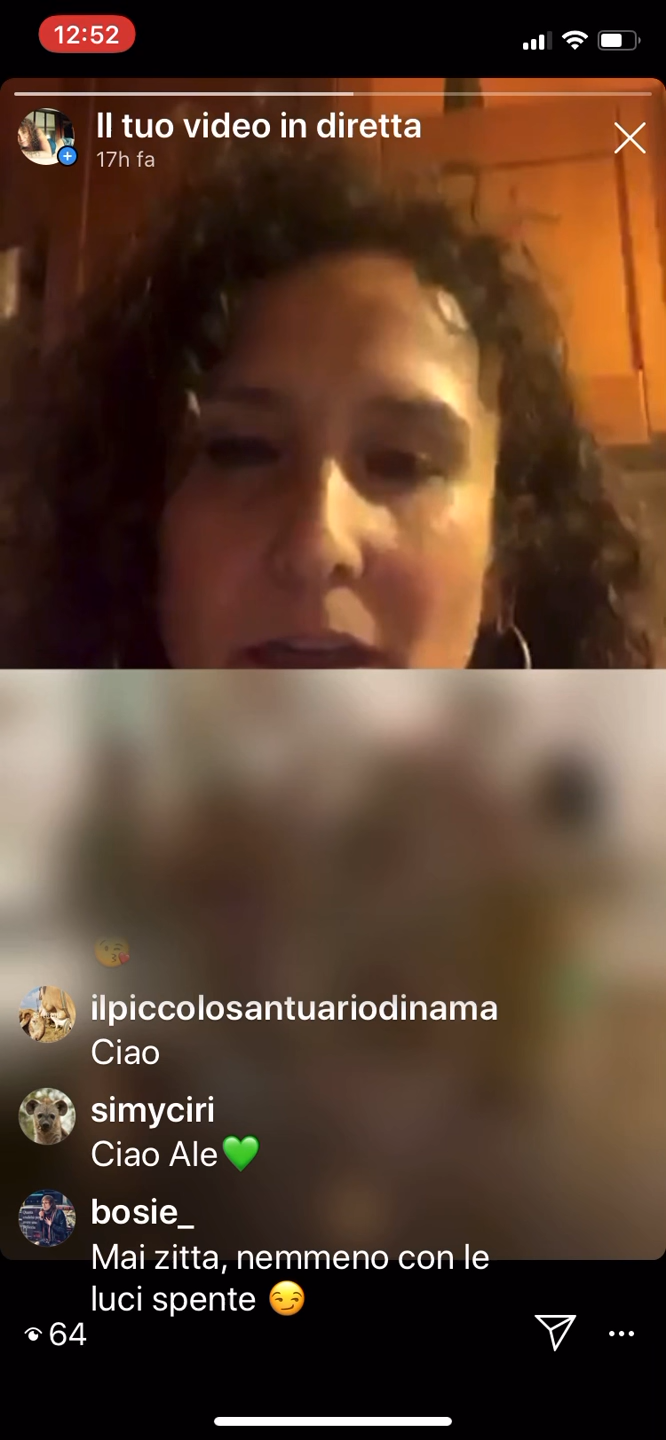 12:52
Il tuo video in diretta
17h fa
😘
ilpiccolosantuariodinama
Ciao
simyciri
Ciao Ale💚
bosie_
Mai zitta, nemmeno con le
luci spente 😏
64